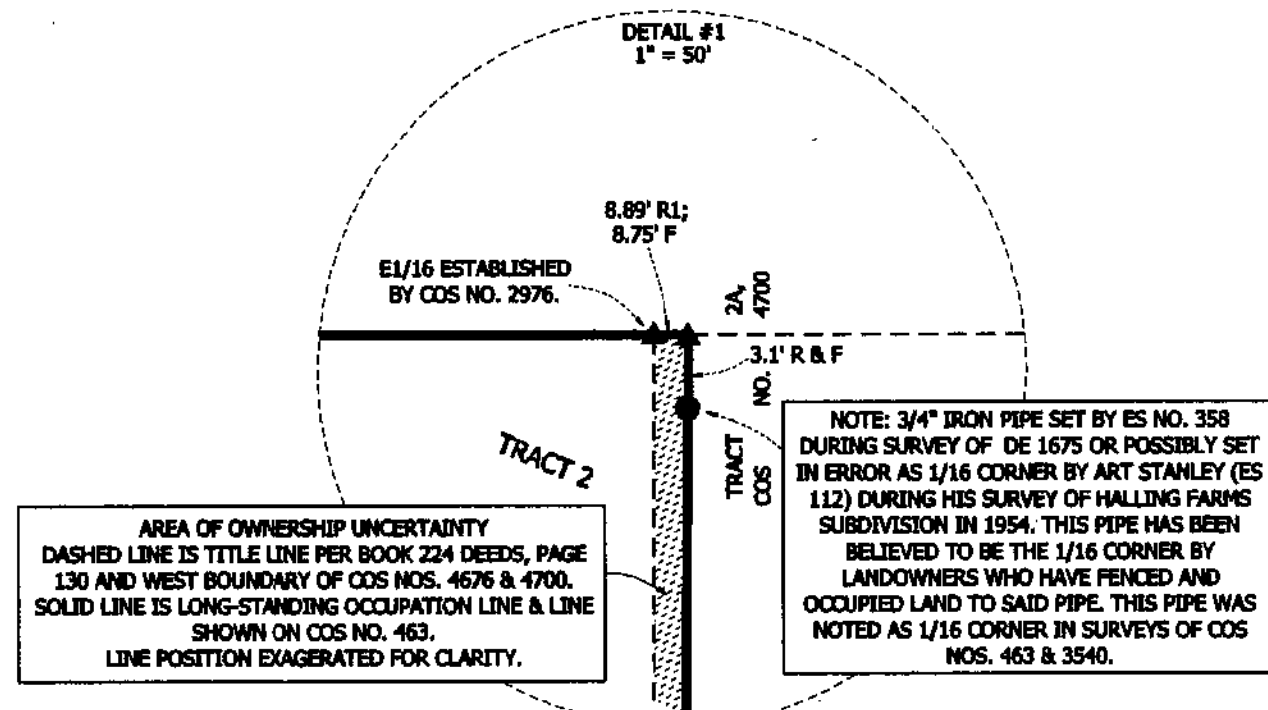 DETAIL #1
1" = 50'
8.89' R1;
8.75' F
E1/16 ESTABLISHED
BY COS NO. 2976.
2A,
4700
3.1' R & F
TRACT
COS NO.
TRACT 2
NOTE: 3/4" IRON PIPE SET BY ES NO. 358
DURING SURVEY OF DE 1675 OR POSSIBLY SET
IN ERROR AS 1/16 CORNER BY ART STANLEY (ES
112) DURING HIS SURVEY OF HALLING FARMS
SUBDIVISION IN 1954. THIS PIPE HAS BEEN
BELIEVED TO BE THE 1/16 CORNER BY
LANDOWNERS WHO HAVE FENCED AND
OCCUPIED LAND TO SAID PIPE. THIS PIPE WAS
NOTED AS 1/16 CORNER IN SURVEYS OF COS
NOS. 463 & 3540.
AREA OF OWNERSHIP UNCERTAINTY
DASHED LINE IS TITLE LINE PER BOOK 224 DEEDS, PAGE
130 AND WEST BOUNDARY OF COS NOS. 4676 & 4700.
SOLID LINE IS LONG-STANDING OCCUPATION LINE & LINE
SHOWN ON COS NO. 463.
LINE POSITION EXAGERATED FOR CLARITY.